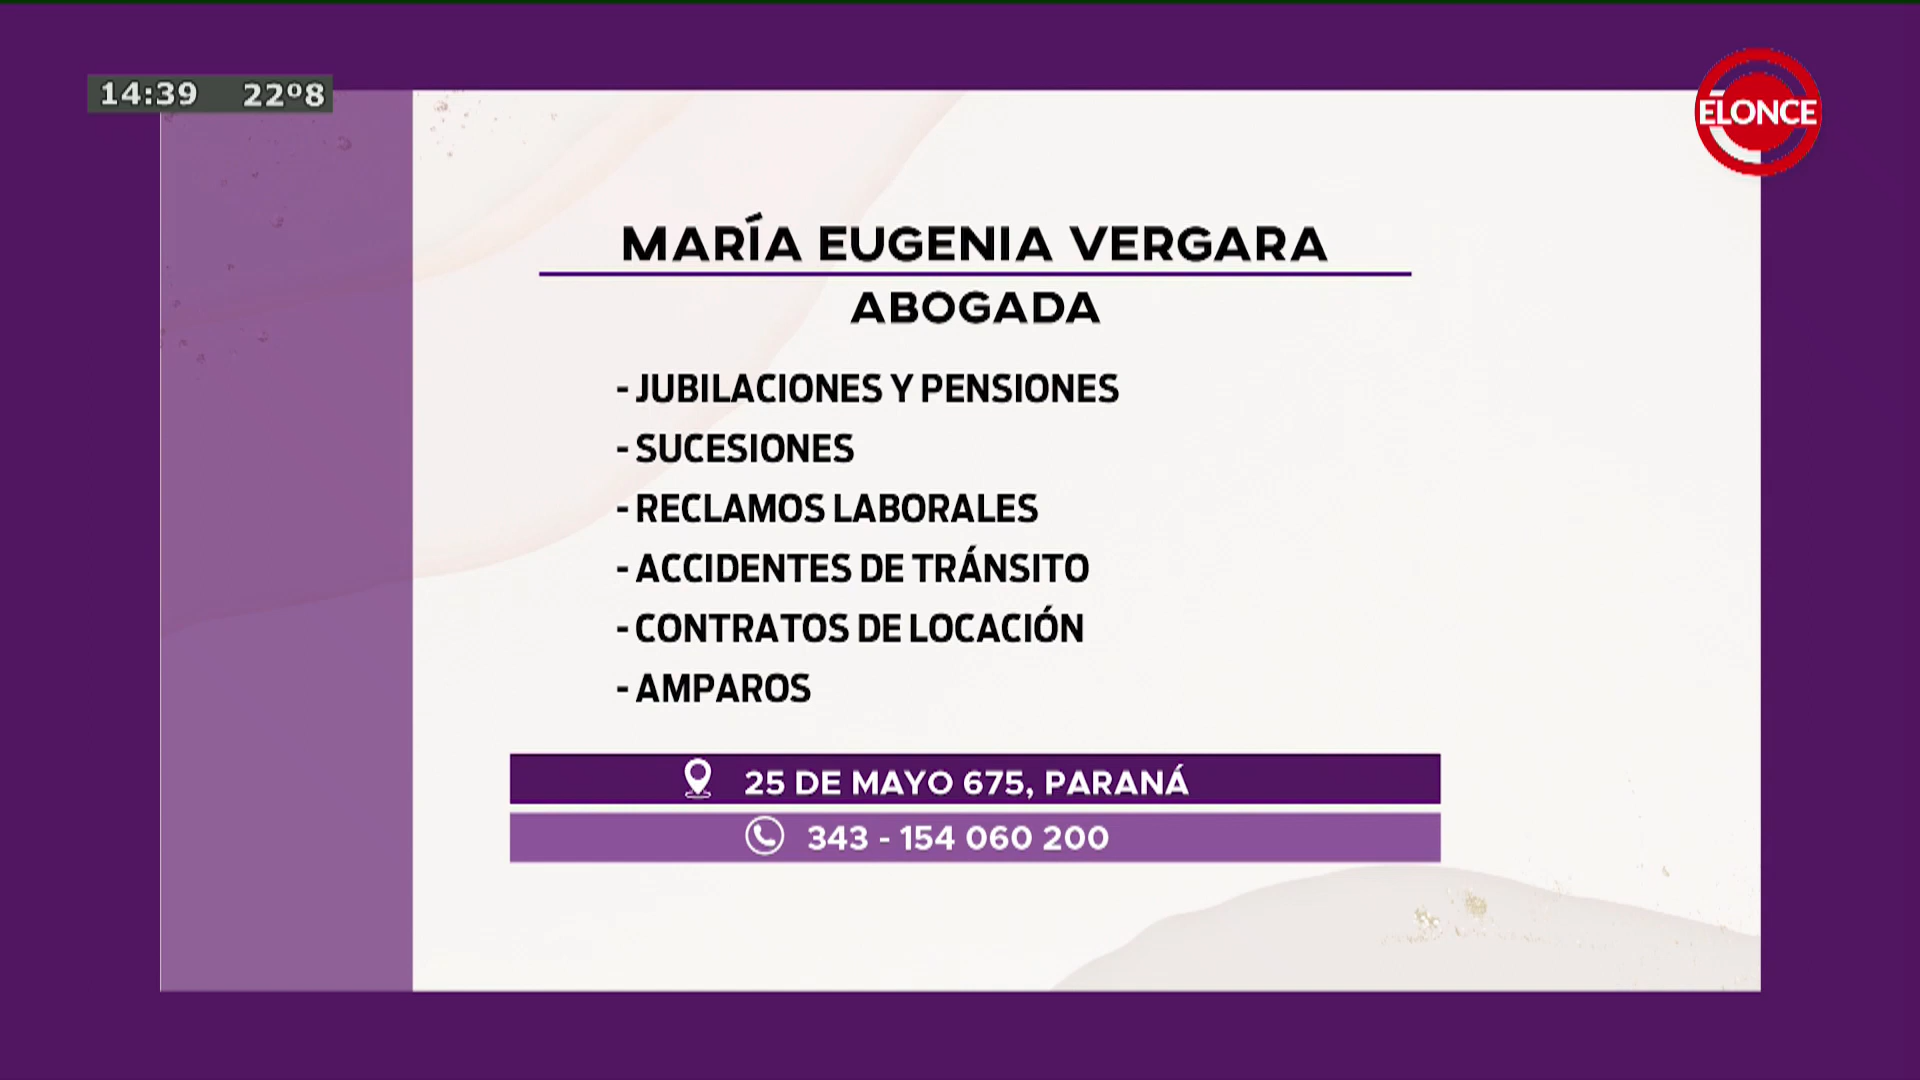 14:39 22º8
ELONCE
MARÍA EUGENIA VERGARA
ABOGADA
- JUBILACIONES Y PENSIONES
- SUCESIONES
- RECLAMOS LABORALES
- ACCIDENTES DE TRÁNSITO
- CONTRATOS DE LOCACIÓN
- AMPAROS
25 DE MAYO 675, PARANÁ
343 - 154 060 200